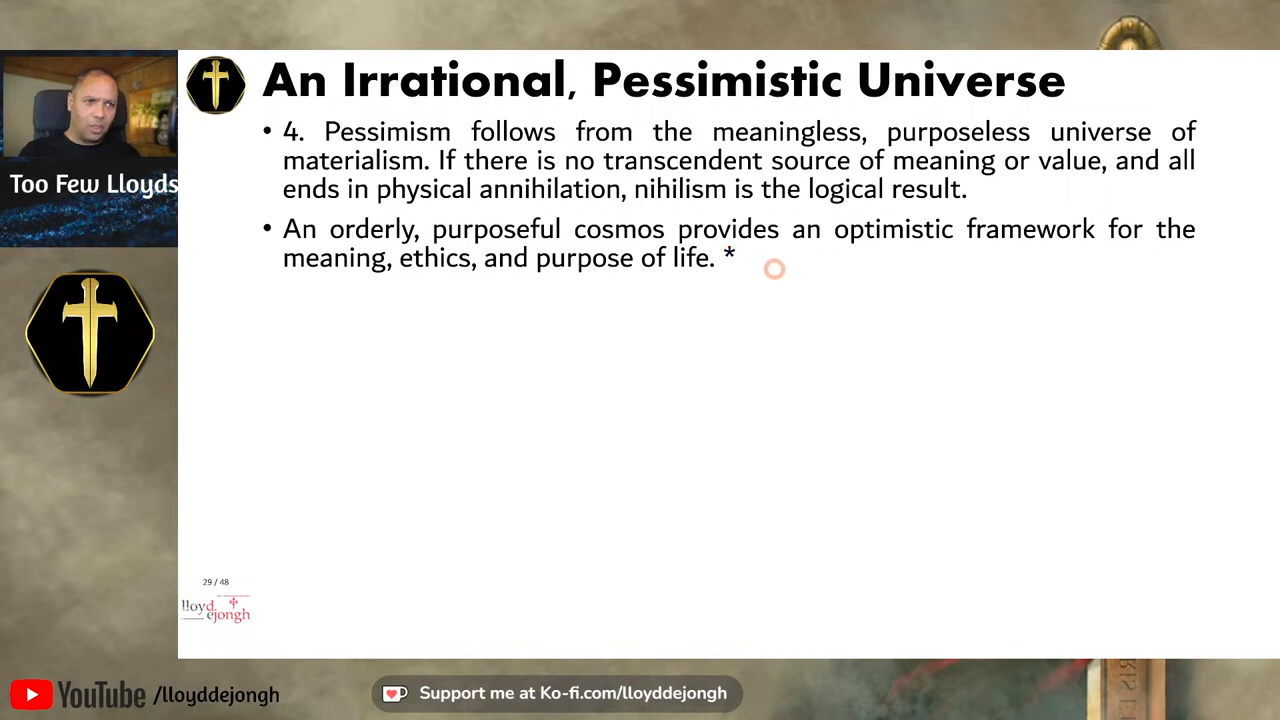 An Irrational, Pessimistic Universe
• 4. Pessimism follows from the meaningless, purposeless universe of
materialism. If there is no transcendent source of meaning or value, and all
ends in physical annihilation, nihilism is the logical result.
• An orderly, purposeful cosmos provides an optimistic framework for the
meaning, ethics, and purpose of life. *
Too Few Lloyds
29 / 48
lloyd
ejongh
YouTube /lloyddejongh
Support me at Ko-fi.com/lloyddejongh